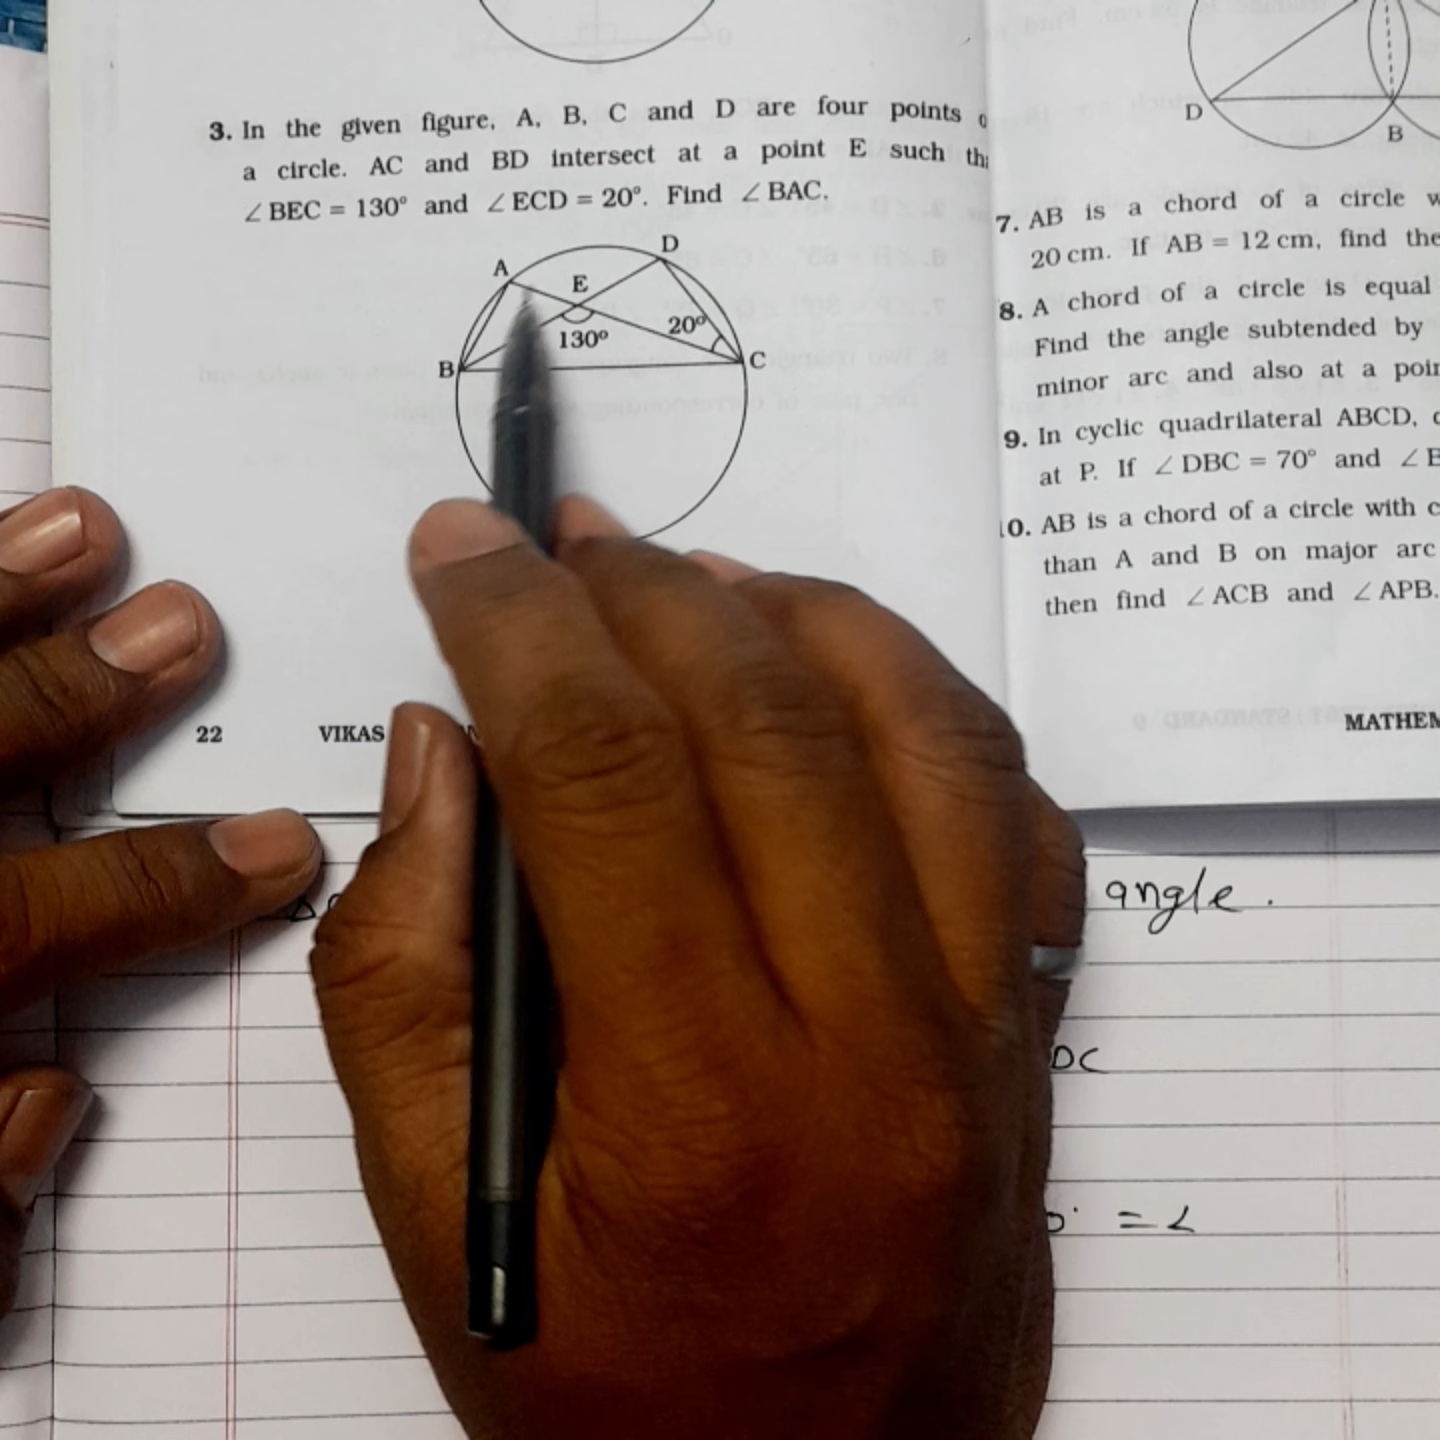 3. In the given figure, A, B, C and D are four points
a circle. AC and BD intersect at a point E such
∠BEC = 130° and ∠ECD = 20°. Find ∠BAC.
D
A
E
130°
20°
B
C
22 VIKAS
D
B
7. AB is a chord of a circle
20 cm. If AB = 12 cm, find the
8. A chord of a circle is equal
Find the angle subtended by
minor arc and also at a
9. In cyclic quadrilateral ABCD,
at P. If ∠DBC = 70° and
10. AB is a chord of a circle with
than A and B on major arc
then find ∠ACB and ∠APB.
angle.
DC
= ∠